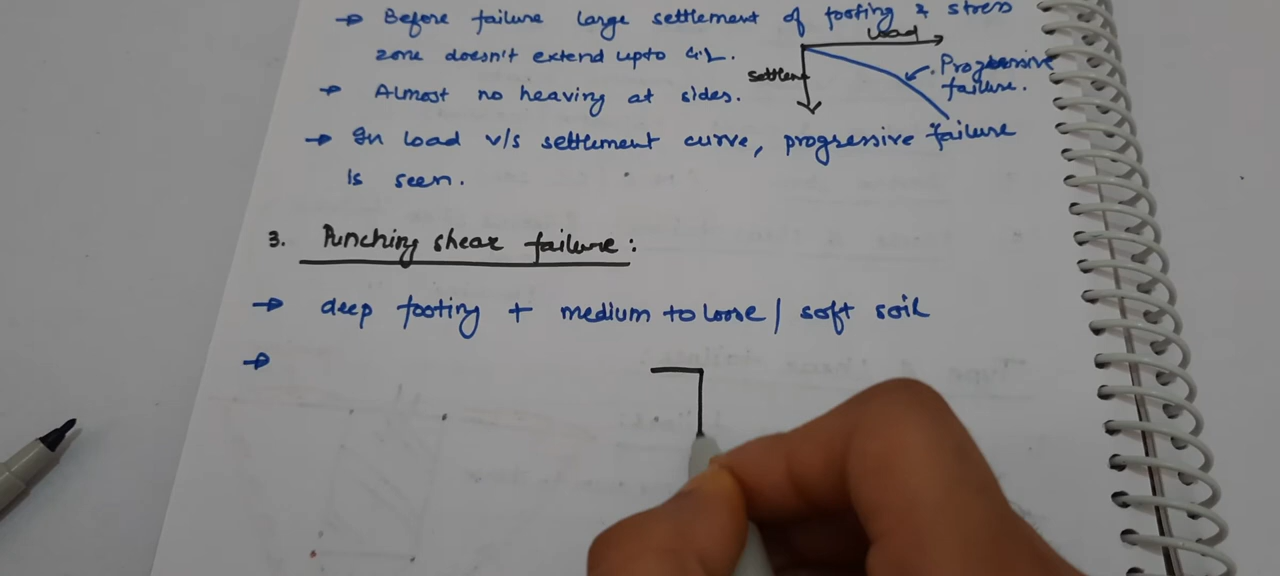 → Before failure large settlement of footing & stress
zone doesn't extend upto G.L.
Load
Settlem
Progressive
failure.
→ Almost no heaving at sides.
→ In load v/s settlement curve, progressive failure
is seen.
3. Punching shear failure:
→ deep footing + medium to loose / soft soil
→